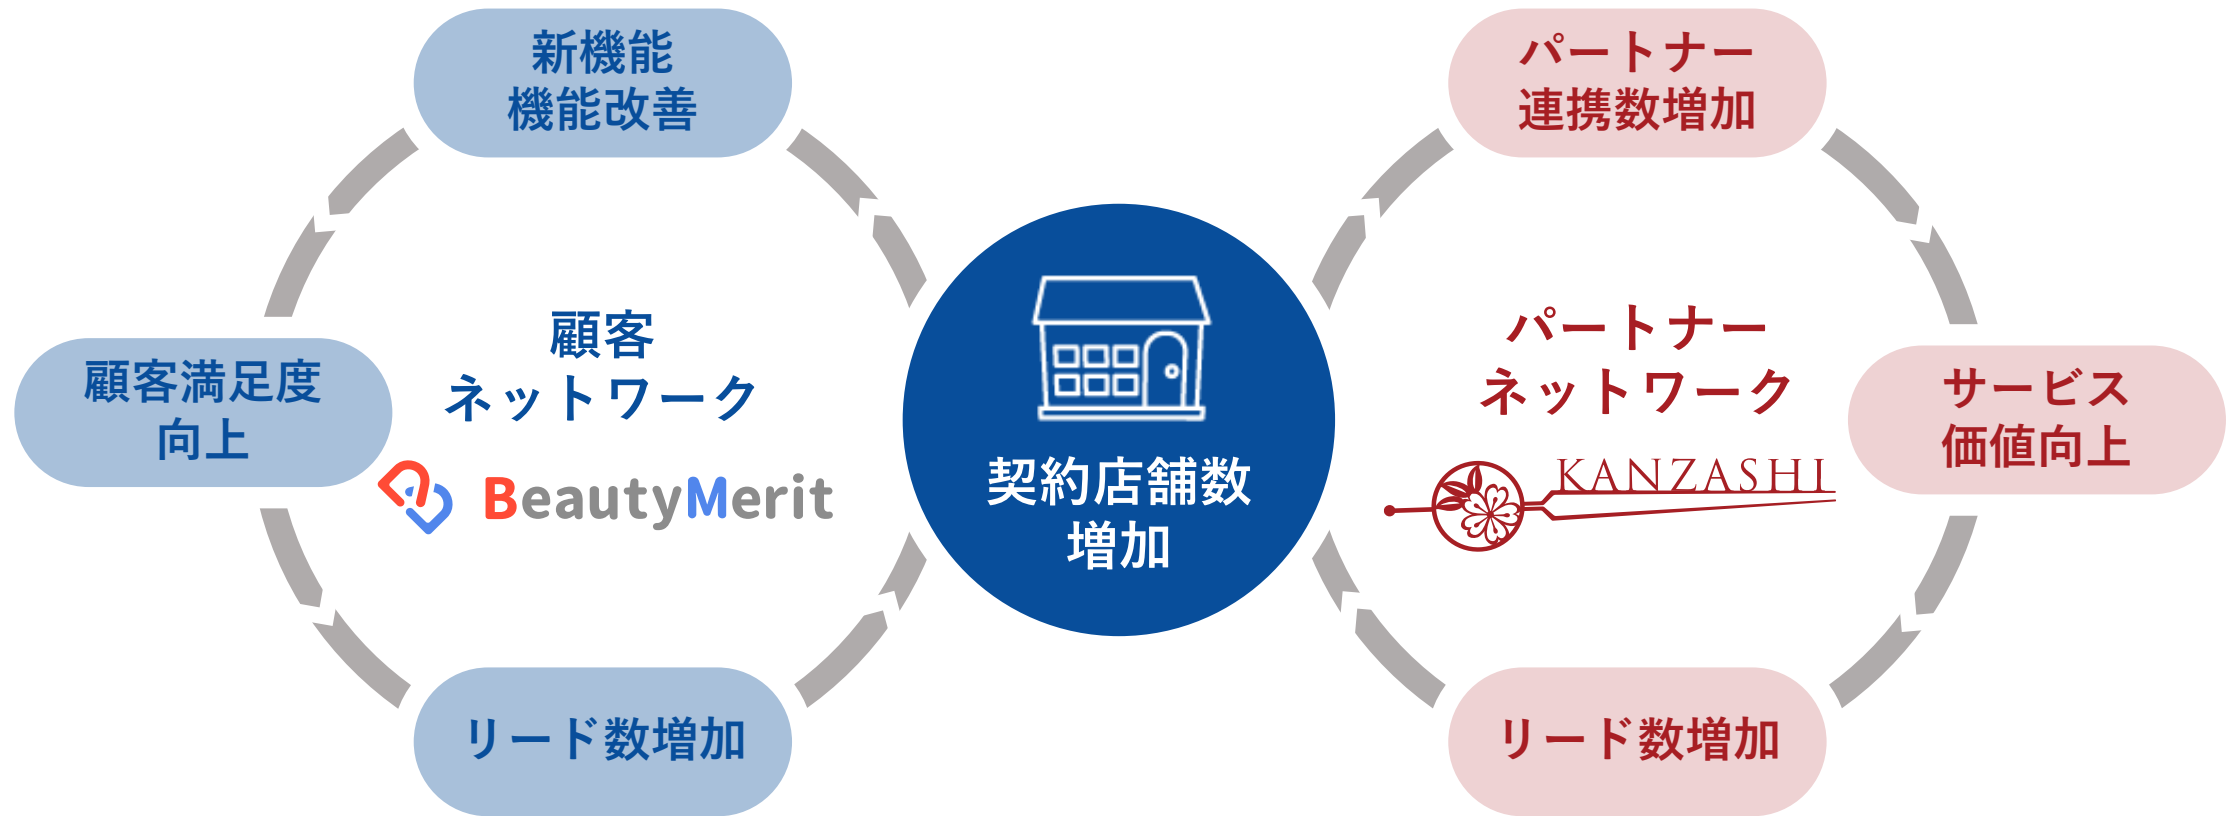 新機能
機能改善
顧客満足度
向上
顧客
ネットワーク
BeautyMerit
リード数増加
契約店舗数
増加
パートナー
連携数増加
パートナー
ネットワーク
KANZASHI
サービス
価値向上
リード数増加